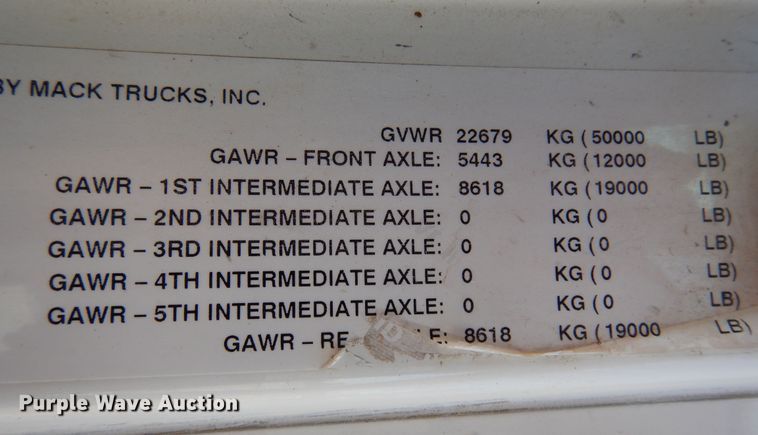 BY MACK TRUCKS, INC.
GVWR 22679 KG ( 50000 LB)
GAWR – FRONT AXLE: 5443 KG ( 12000 LB)
GAWR – 1ST INTERMEDIATE AXLE: 8618 KG ( 19000 LB)
GAWR – 2ND INTERMEDIATE AXLE: 0 KG ( 0 LB)
GAWR – 3RD INTERMEDIATE AXLE: 0 KG ( 0 LB)
GAWR – 4TH INTERMEDIATE AXLE: 0 KG ( 0 LB)
GAWR – 5TH INTERMEDIATE AXLE: 0 KG ( 0 LB)
GAWR – RE E: 8618 KG ( 19000 LB)
Purple Wave Auction